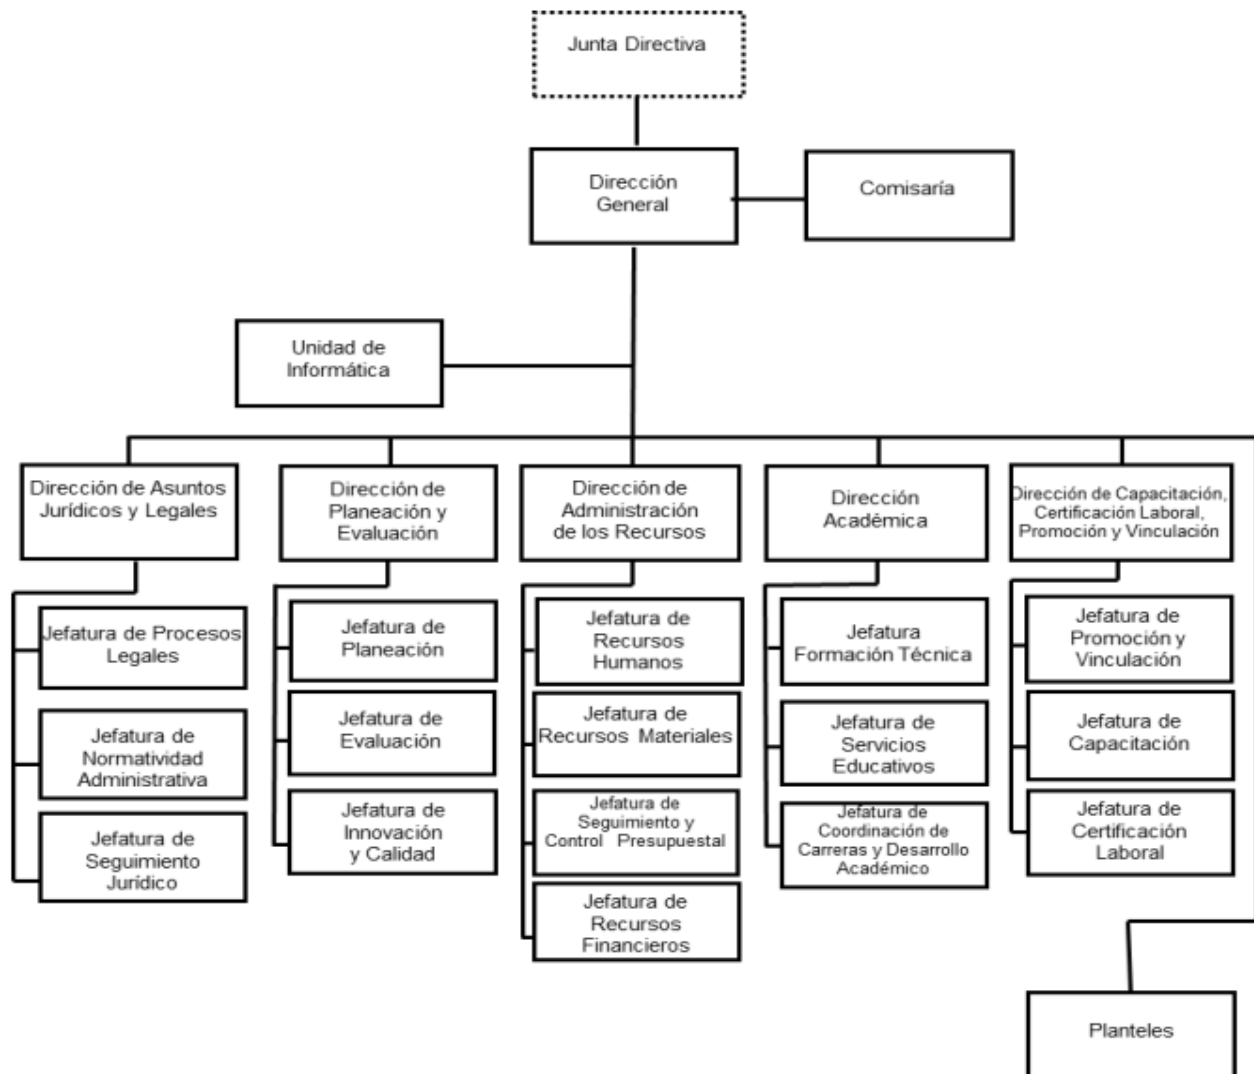 Junta Directiva
Dirección
General
Comisaría
Unidad de
Informática
Dirección de Asuntos
Jurídicos y Legales
Dirección de
Planeación y
Evaluación
Dirección de
Administración
de los Recursos
Dirección
Académica
Dirección de Capacitación,
Certificación Laboral,
Promoción y Vinculación
Jefatura de Procesos
Legales
Jefatura de
Normatividad
Administrativa
Jefatura de
Seguimiento
Jurídico
Jefatura de
Planeación
Jefatura de
Evaluación
Jefatura de
Innovación
y Calidad
Jefatura de
Recursos
Humanos
Jefatura de
Recursos Materiales
Jefatura de
Seguimiento y
Control Presupuestal
Jefatura de
Recursos
Financieros
Jefatura
Formación Técnica
Jefatura de
Servicios
Educativos
Jefatura de
Coordinación de
Carreras y Desarrollo
Académico
Jefatura de
Promoción y
Vinculación
Jefatura de
Capacitación
Jefatura de
Certificación
Laboral
Planteles